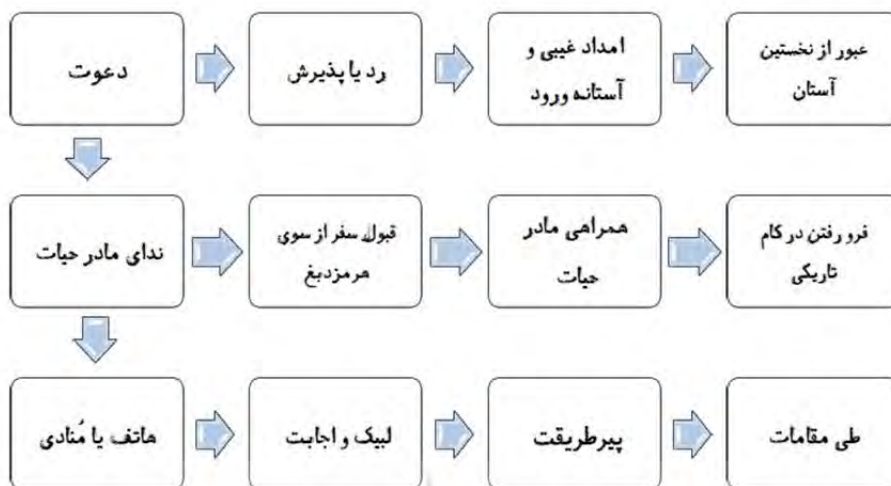 دعوت
رد یا پذیرش
امداد غیبی و
آستانه ورود
عبور از نخستین
آستان
ندای مادر حیات
قبول سفر از سوی
هرمزدبغ
همراهی مادر
حیات
فرو رفتن در کام
تاریکی
هاتف یا مُنادی
لبیک و اجابت
پیرطریقت
طی مقامات